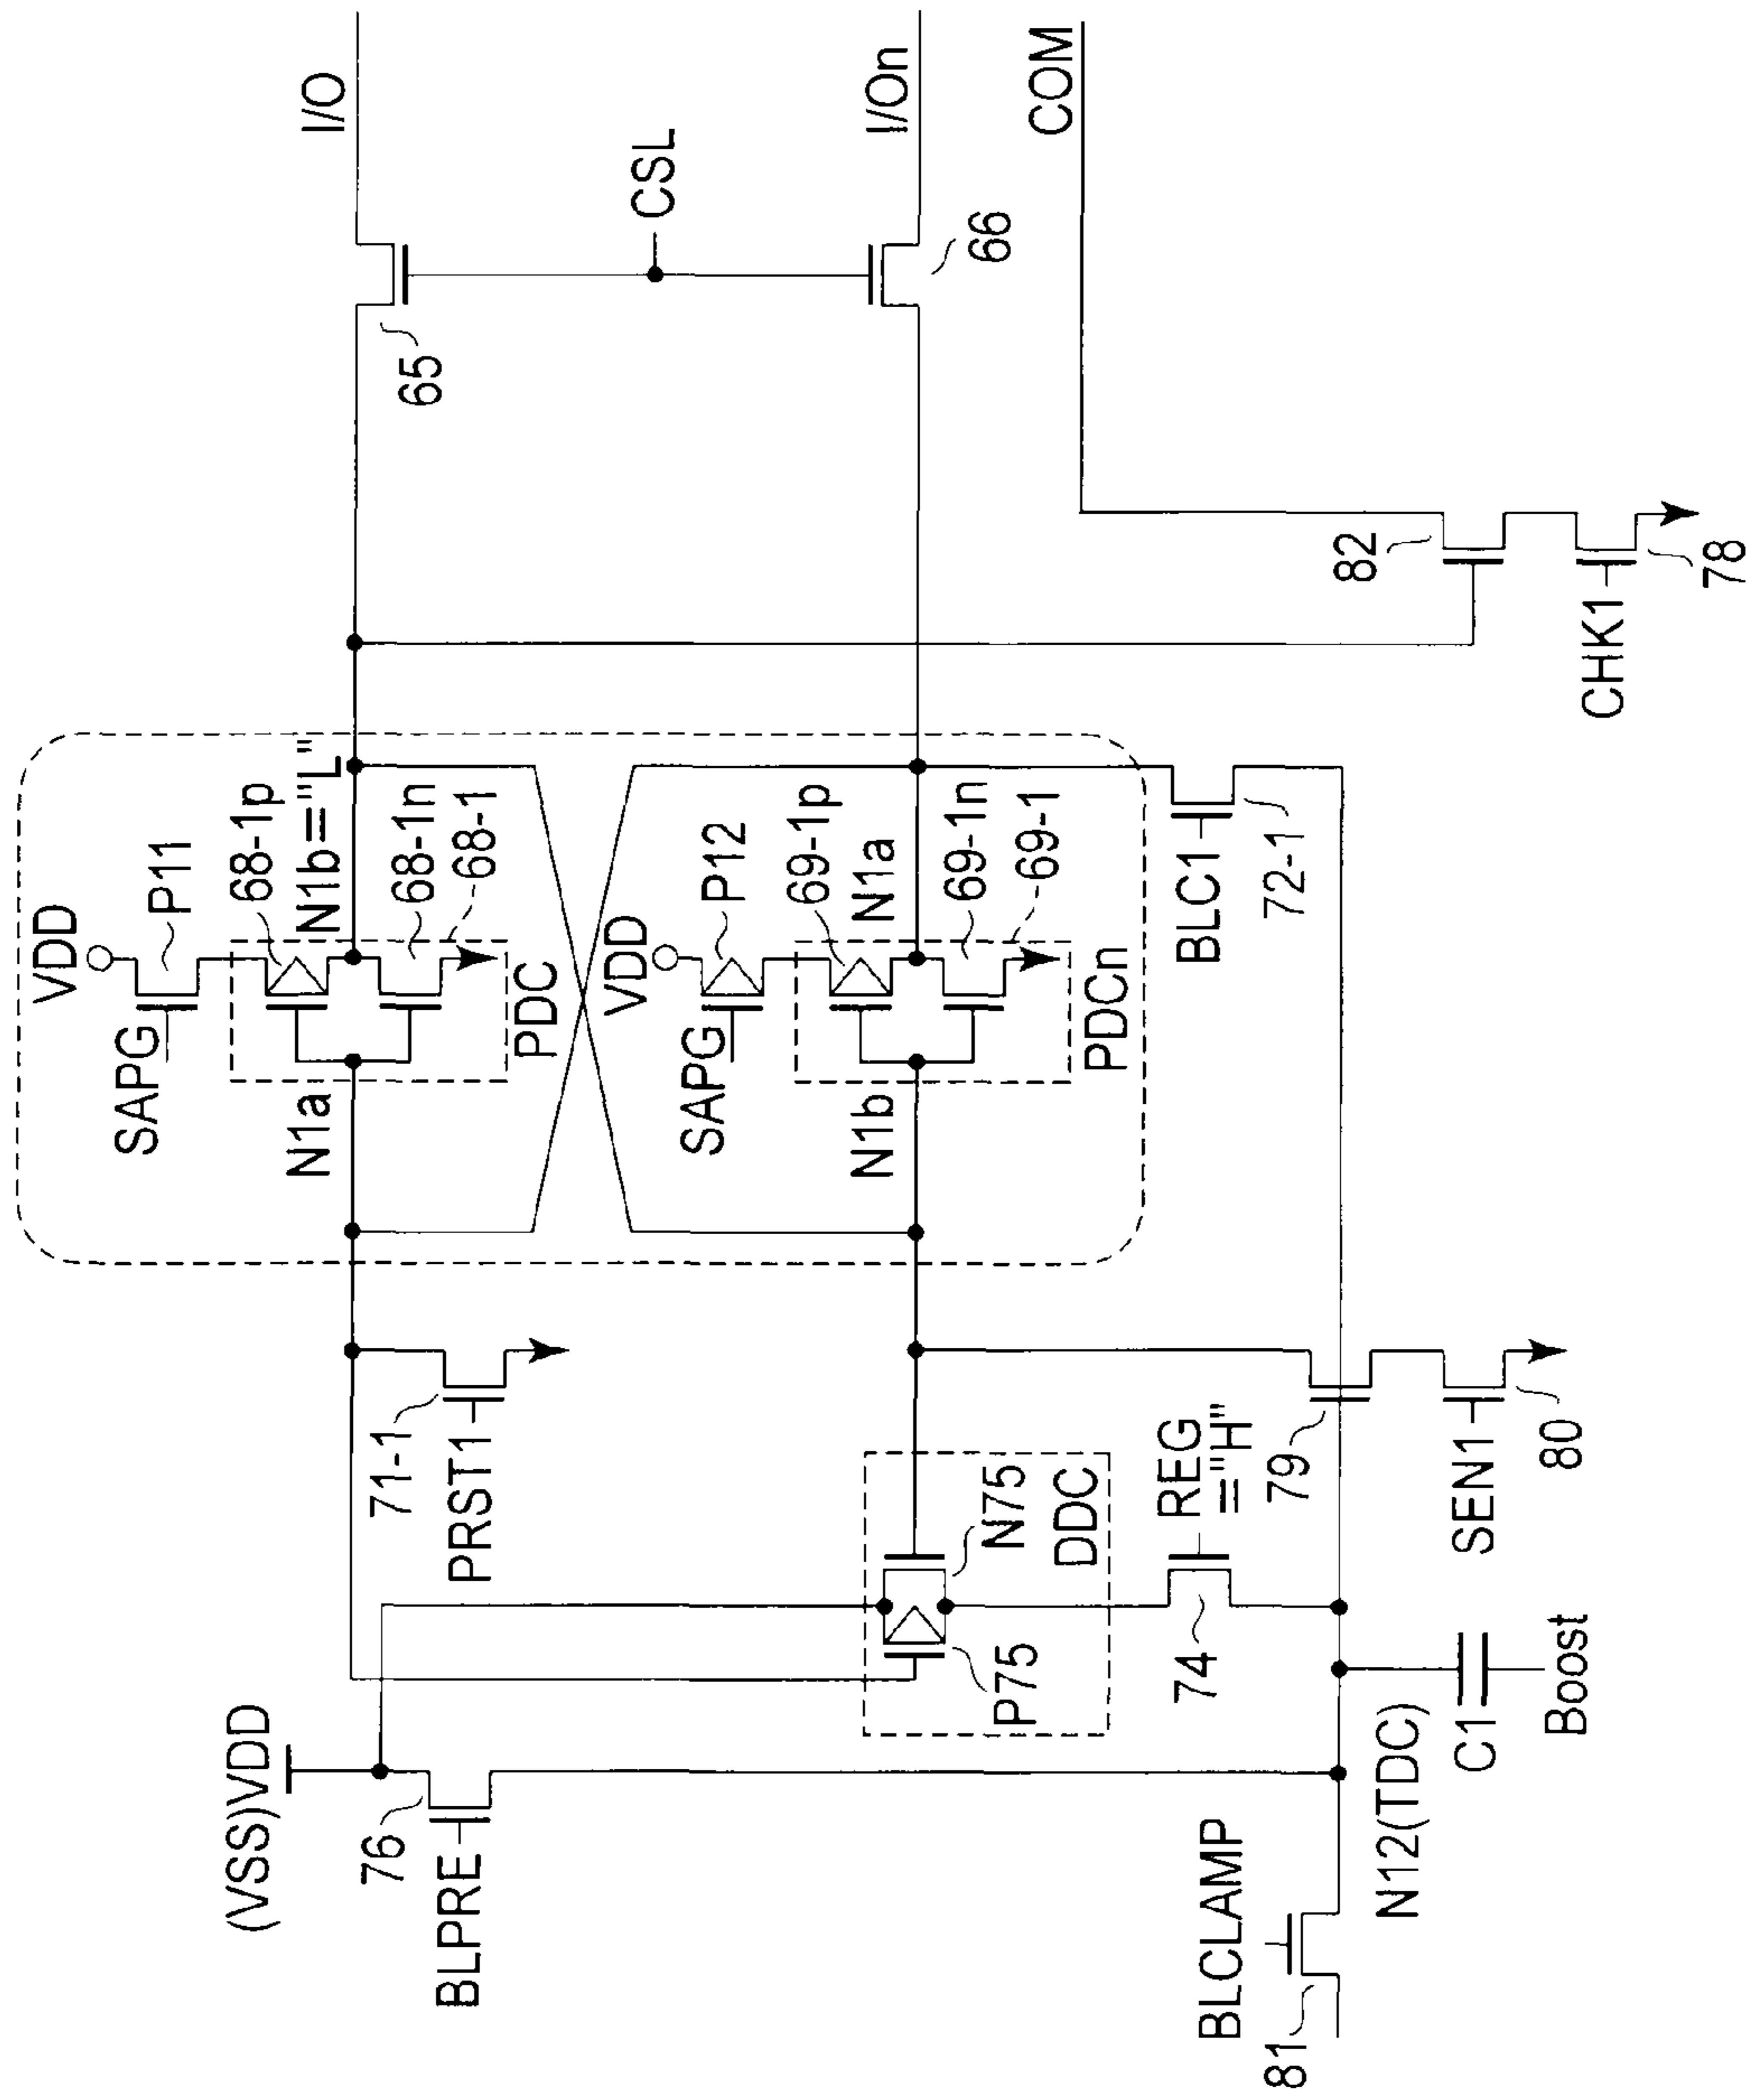 I/O
I/On
COM
CSL
65
66
82
CHK1
78
VDD
P11
SAPG
68-1p
N1b="L"
68-1n
68-1
N1a
PDC
VDD
P12
SAPG
69-1p
N1a
69-1n
69-1
N1b
PDCn
BLC1
72-1
71-1
PRST1
N75
DDC
P75
REG
="H"
74
79
SEN1
80
(VSS)VDD
76
BLPRE
BLCLAMP
81
N12(TDC)
C1
Boost